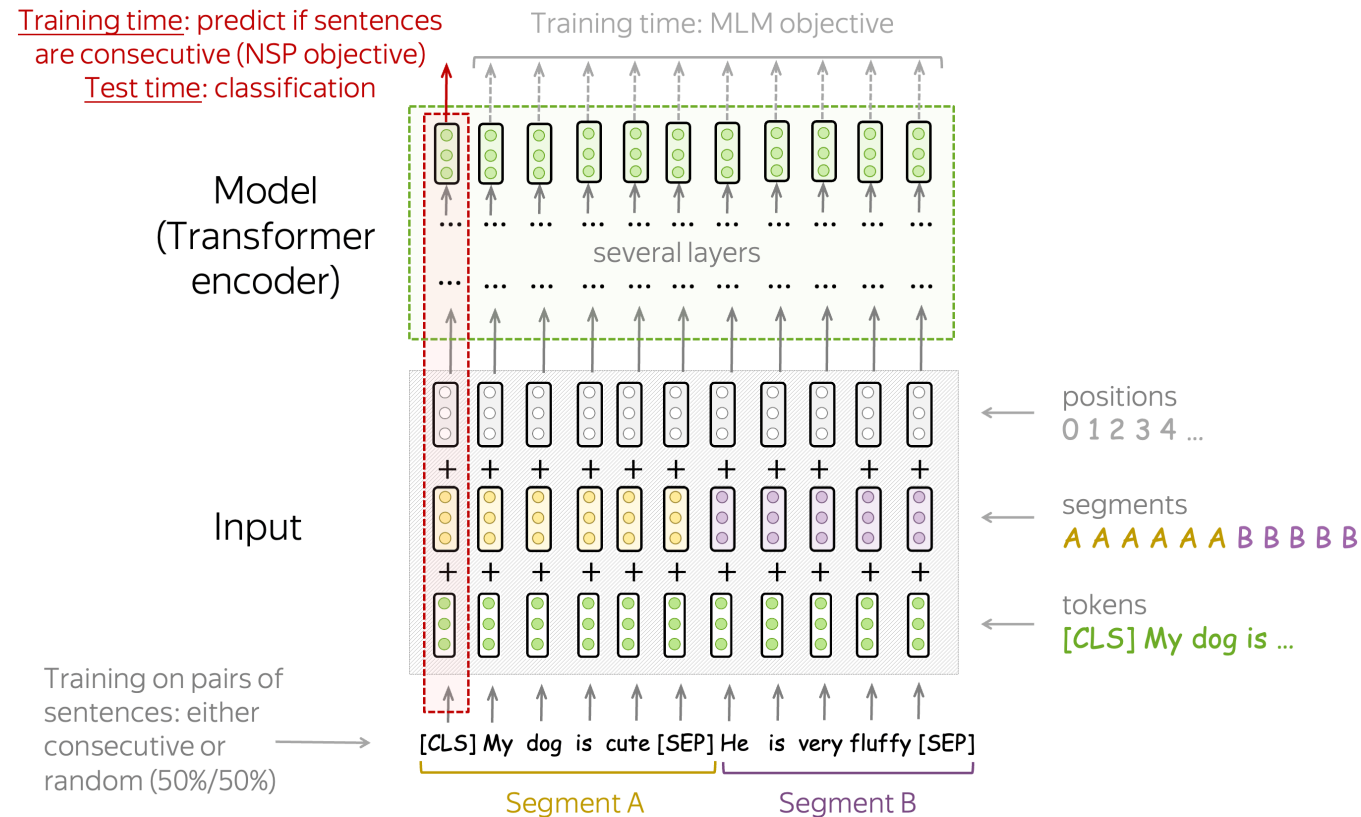 Training time: predict if sentences
are consecutive (NSP objective)
Test time: classification
Training time: MLM objective
Model
(Transformer
encoder)
... ... ... ... ... ... ... ... ... ... ...
several layers
... ... ... ... ... ... ... ... ... ... ...
positions
0 1 2 3 4 ...
+ + + + + + + + + + +
Input
segments
A A A A A A B B B B B
+ + + + + + + + + + +
tokens
[CLS] My dog is ...
Training on pairs of
sentences: either
consecutive or
random (50%/50%)
[CLS] My dog is cute [SEP] He is very fluffy [SEP]
Segment A
Segment B